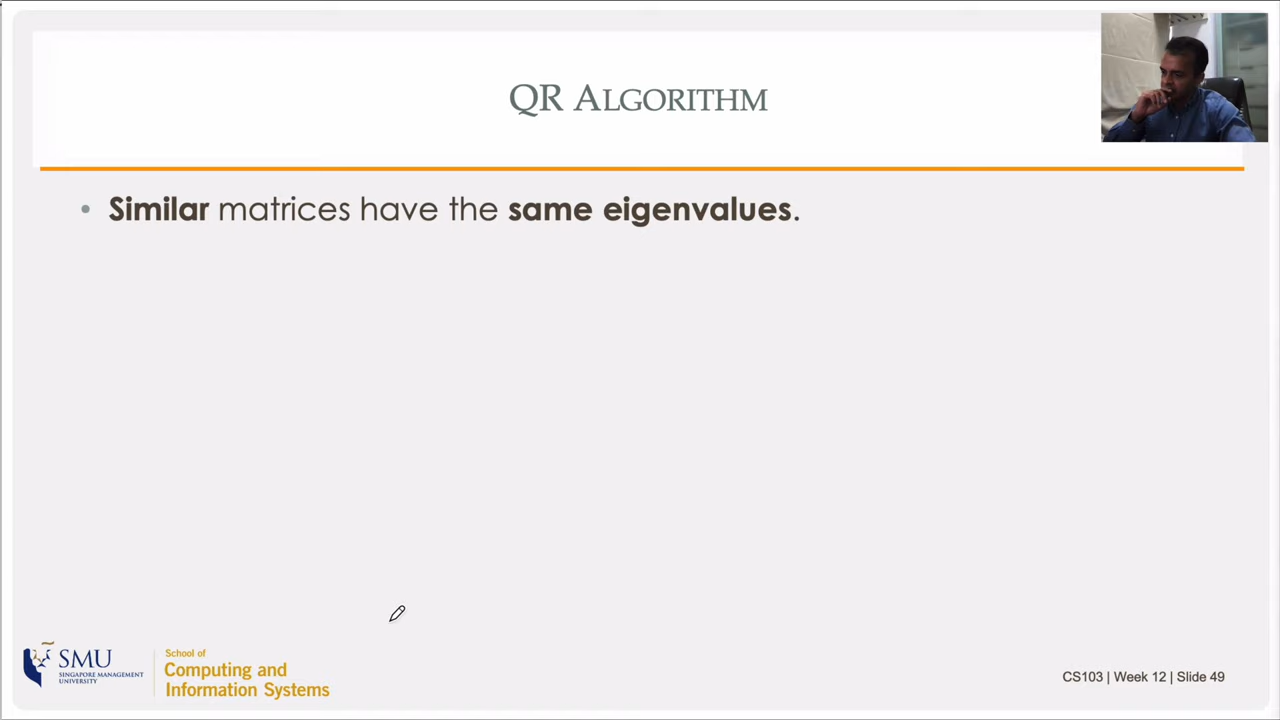 QR ALGORITHM
• Similar matrices have the same eigenvalues.
SMU
SINGAPORE MANAGEMENT
UNIVERSITY
School of
Computing and
Information Systems
CS103 | Week 12 | Slide 49